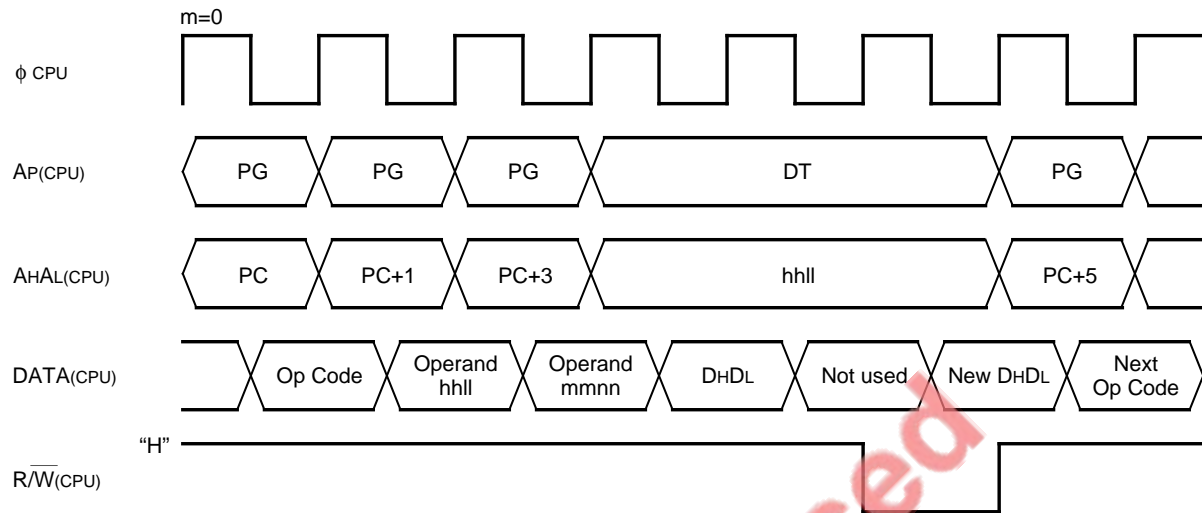 m=0
ϕ CPU
AP(CPU) PG PG PG DT PG
AHAL(CPU) PC PC+1 PC+3 hhll PC+5
DATA(CPU) Op Code Operand hhll Operand mmnn DHDL Not used New DHDL Next Op Code
“H”
R/W̅(CPU)
sed